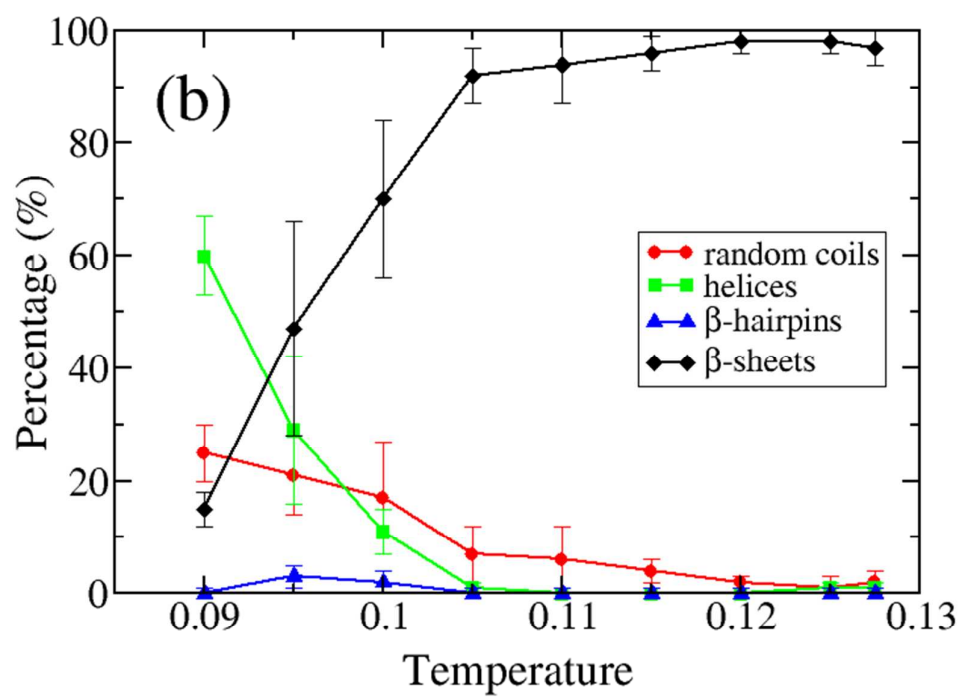 (b)
100
80
60
40
20
0
Percentage (%)
random coils
helices
β-hairpins
β-sheets
0.09
0.1
0.11
0.12
0.13
Temperature